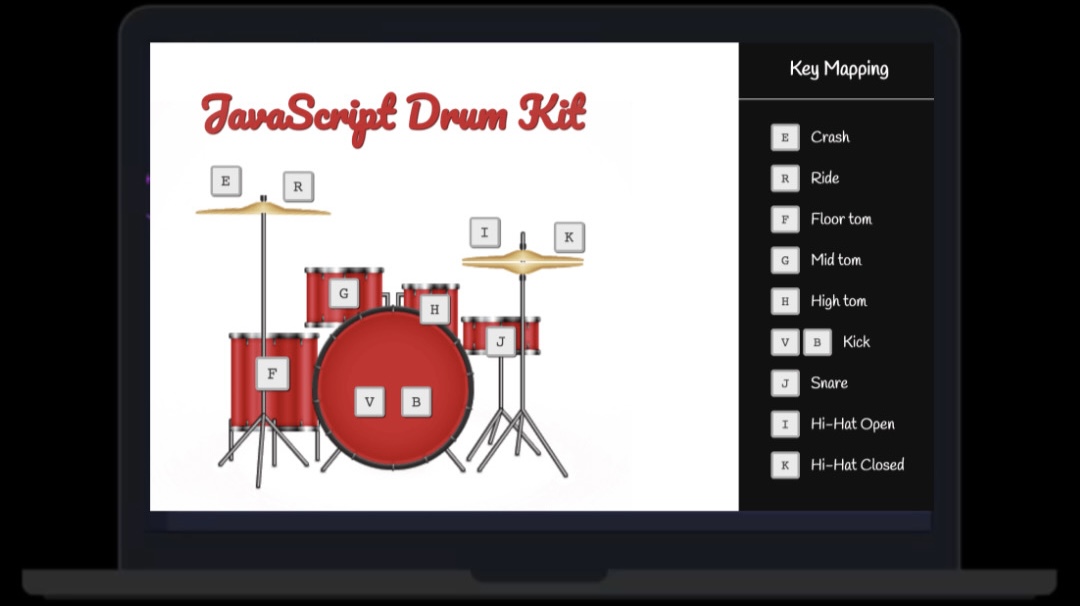 JavaScript Drum Kit
E R
I K
G
H
J
F
V B
Key Mapping
E Crash
R Ride
F Floor tom
G Mid tom
H High tom
V B Kick
J Snare
I Hi-Hat Open
K Hi-Hat Closed